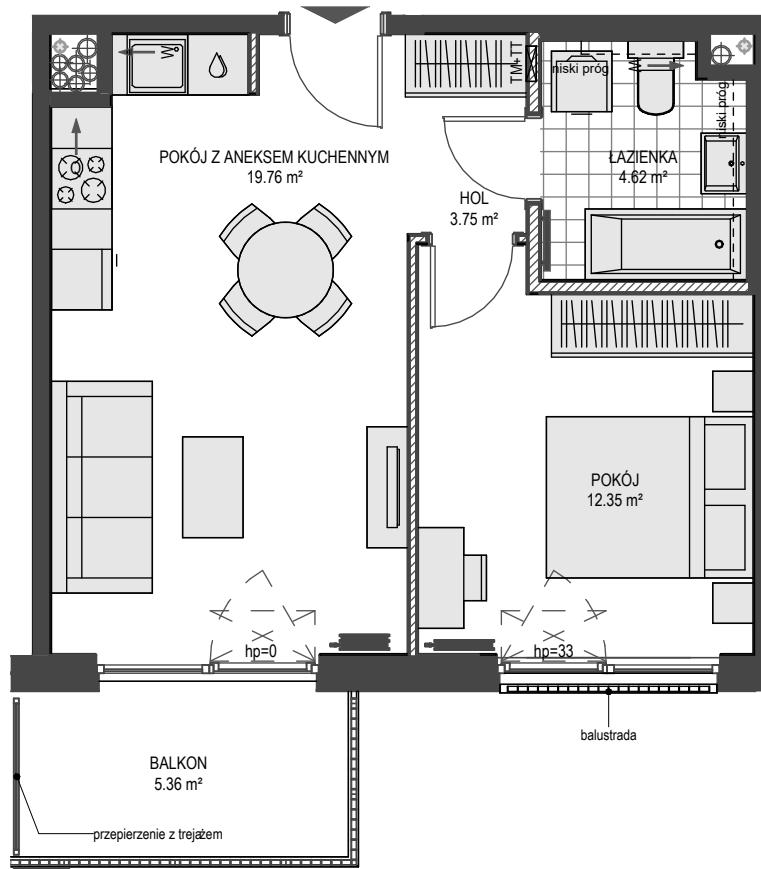 W
TM+TT
niski próg
W
niski próg
POKÓJ Z ANEKSEM KUCHENNYM
19.76 m²
ŁAZIENKA
4.62 m²
HOL
3.75 m²
POKÓJ
12.35 m²
hp=0
hp=33
balustrada
BALKON
5.36 m²
przepierzenie z trejażem